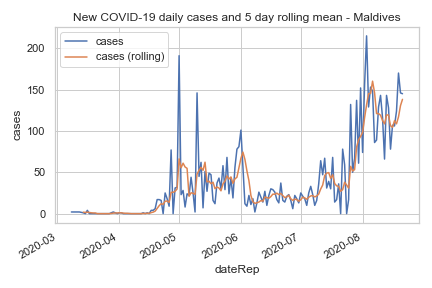 New COVID-19 daily cases and 5 day rolling mean - Maldives
cases
cases (rolling)
200
150
100
50
0
cases
2020-03
2020-04
2020-05
2020-06
2020-07
2020-08
dateRep